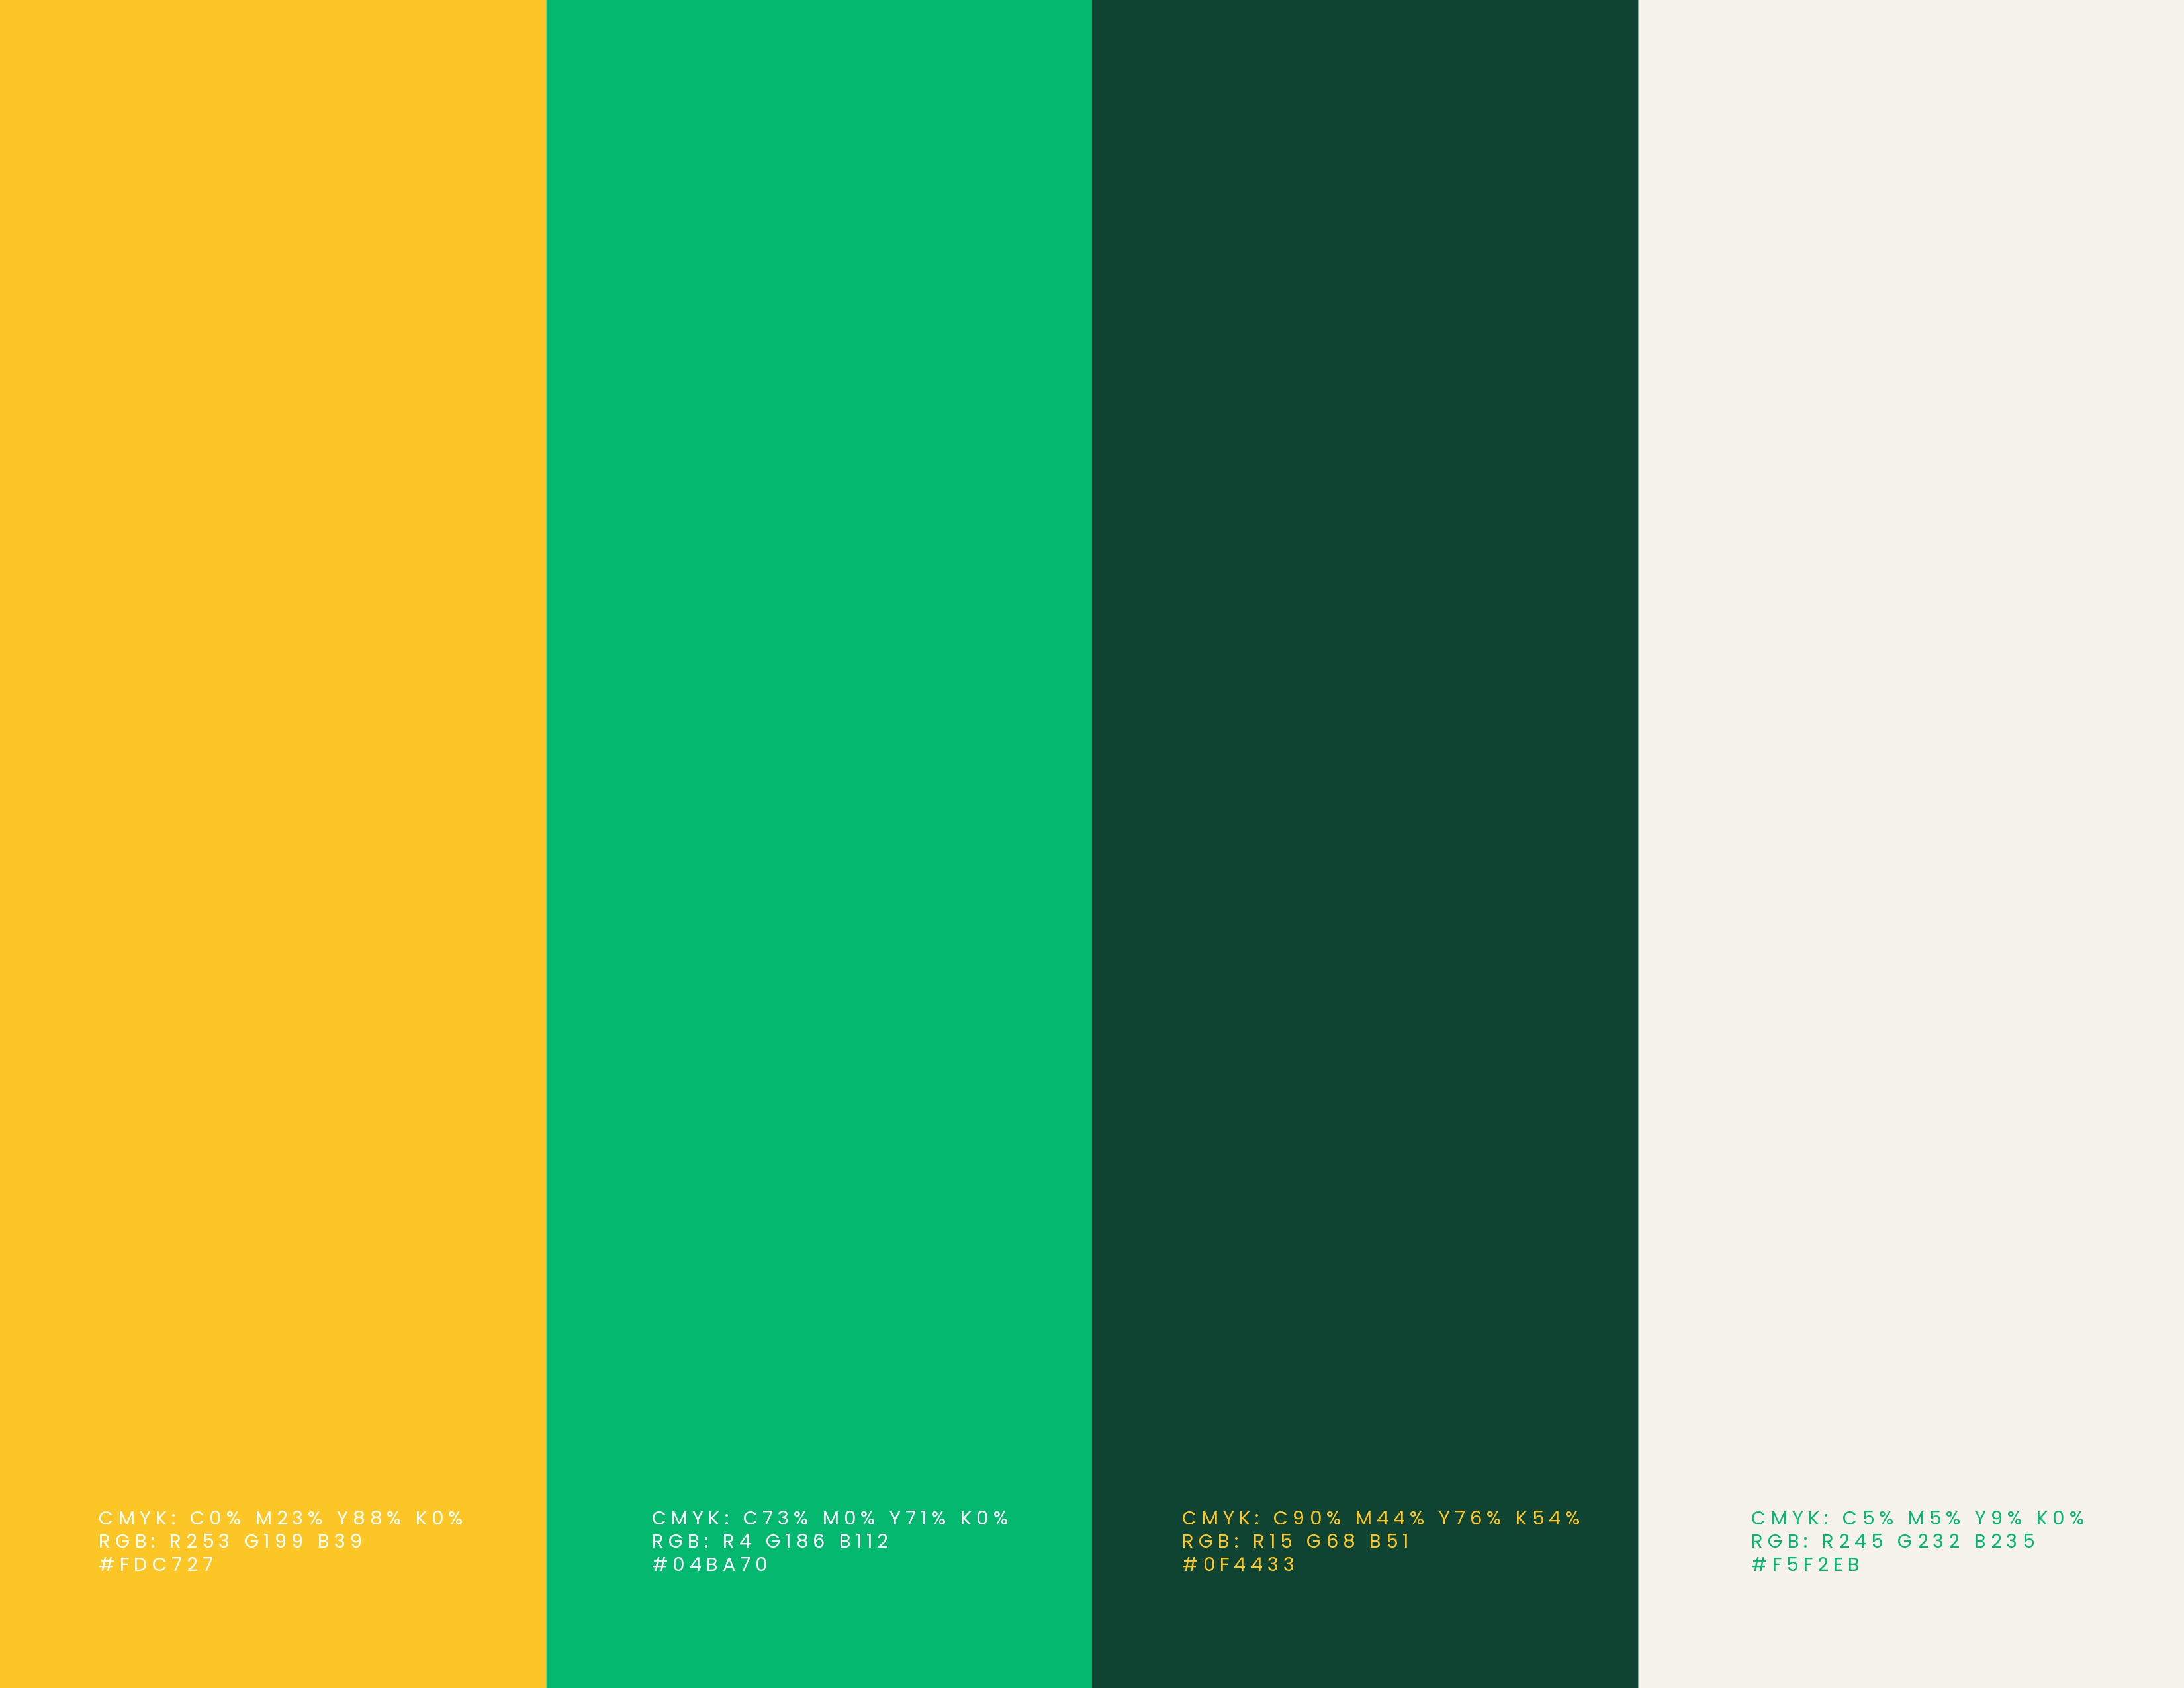 CMYK: C0% M23% Y88% K0%
RGB: R253 G199 B39
#FDC727
CMYK: C73% M0% Y71% K0%
RGB: R4 G186 B112
#04BA70
CMYK: C90% M44% Y76% K54%
RGB: R15 G68 B51
#0F4433
CMYK: C5% M5% Y9% K0%
RGB: R245 G232 B235
#F5F2EB